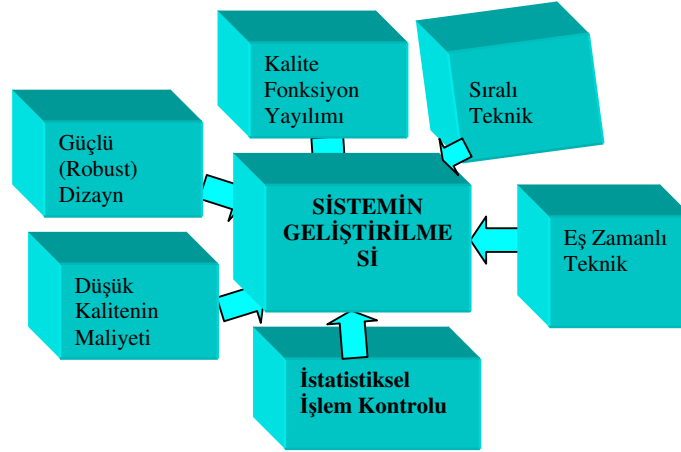 Kalite
Fonksiyon
Yayılımı
Sıralı
Teknik
Güçlü
(Robust)
Dizayn
SİSTEMİN
GELİŞTİRİLME
Sİ
Eş Zamanlı
Teknik
Düşük
Kalitenin
Maliyeti
İstatistiksel
İşlem Kontrolu